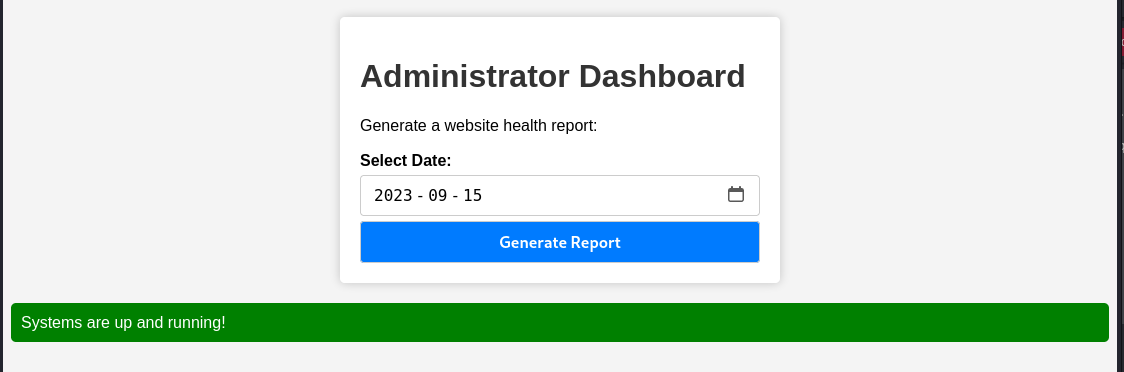 Administrator Dashboard
Generate a website health report:
Select Date:
2023-09-15
Generate Report
Systems are up and running!